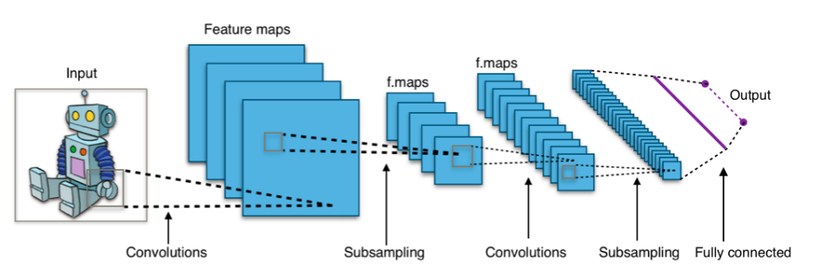 Feature maps
Input
f.maps
f.maps
Output
Convolutions
Subsampling
Convolutions
Subsampling
Fully connected